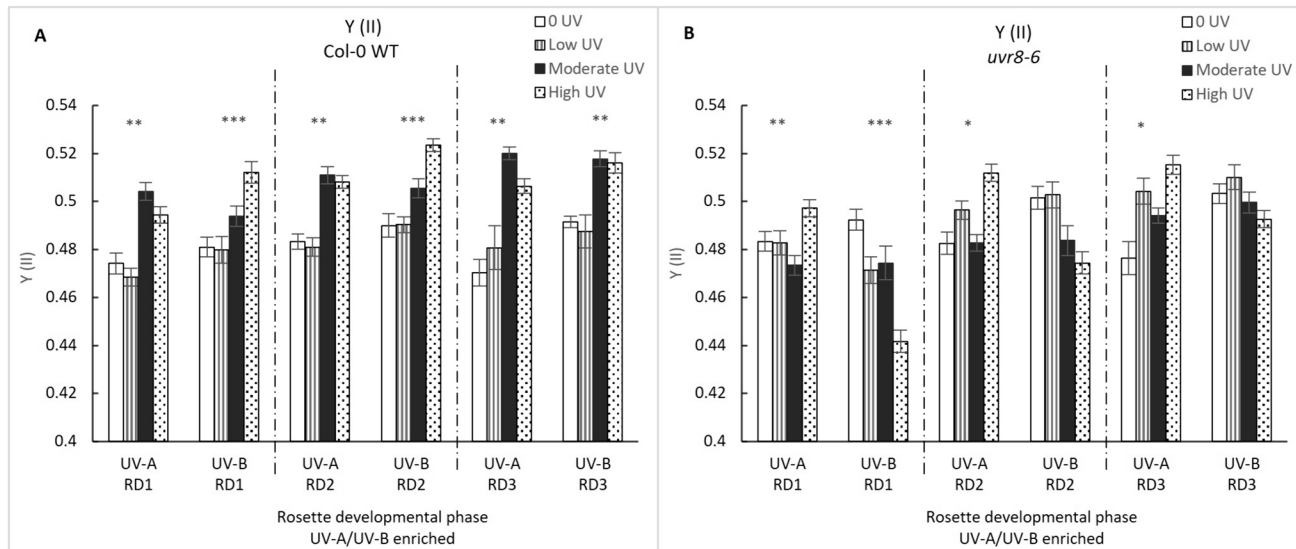 A
Y (II)
Col-0 WT
0 UV
Low UV
Moderate UV
High UV
0.54
0.52
0.5
0.48
0.46
0.44
0.42
0.4
Y (II)
** *** ** *** ** **
UV-A UV-B UV-A UV-B UV-A UV-B
RD1 RD1 RD2 RD2 RD3 RD3
Rosette developmental phase
UV-A/UV-B enriched
B
Y (II)
uvr8-6
0 UV
Low UV
Moderate UV
High UV
0.54
0.52
0.5
0.48
0.46
0.44
0.42
0.4
Y (II)
** *** * *
UV-A UV-B UV-A UV-B UV-A UV-B
RD1 RD1 RD2 RD2 RD3 RD3
Rosette developmental phase
UV-A/UV-B enriched